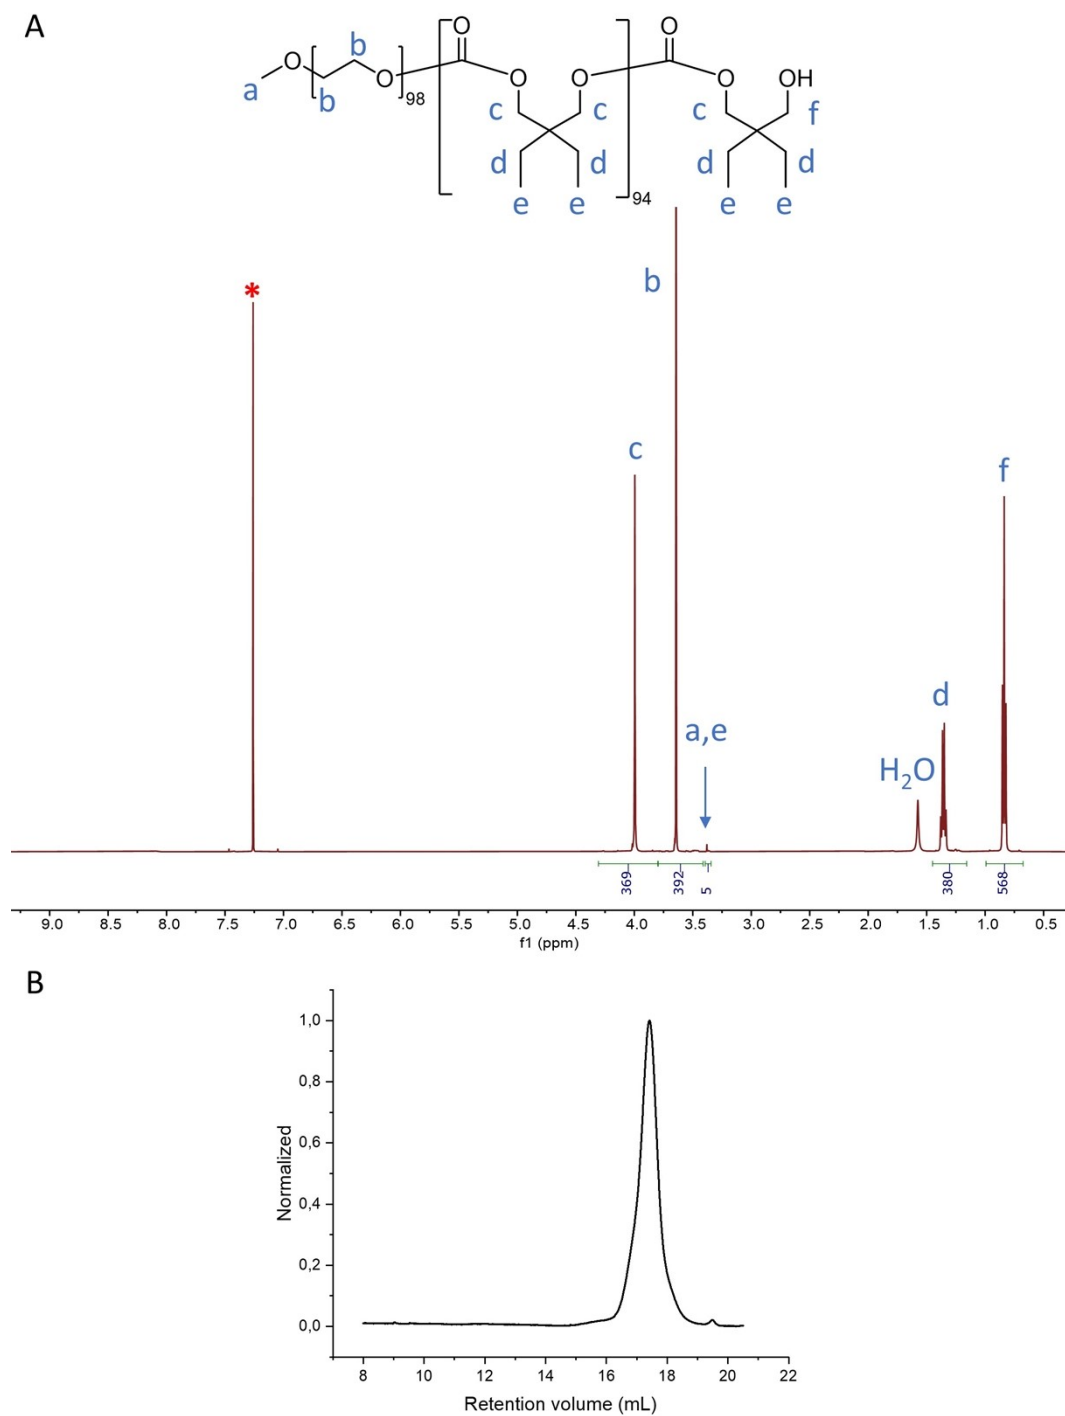 A
O
O
O
O
O
O
OH
b
a
b
98
c
c
c
f
d
d
d
d
e
e
94
e
e
*
b
c
f
a,e
d
H₂O
369
392
5
380
568
9.0 8.5 8.0 7.5 7.0 6.5 6.0 5.5 5.0 4.5 4.0 3.5 3.0 2.5 2.0 1.5 1.0 0.5
f1 (ppm)
B
1,0
0,8
0,6
0,4
0,2
0,0
Normalized
8 10 12 14 16 18 20 22
Retention volume (mL)